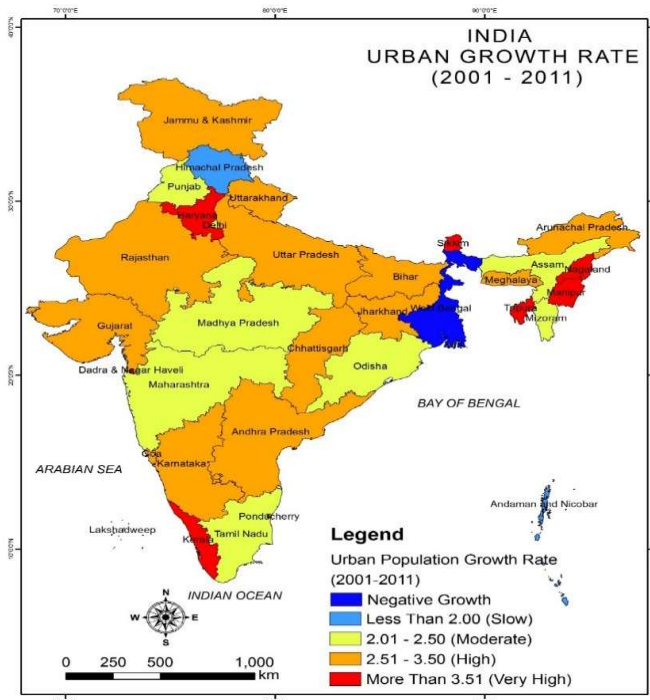 70°0'0"E
80°0'0"E
90°0'0"E
INDIA
URBAN GROWTH RATE
(2001 - 2011)
Jammu & Kashmir
Himachal Pradesh
Punjab
Uttarakhand
Haryana
Delhi
Arunachal Pradesh
Sikkim
Rajasthan
Uttar Pradesh
Assam
Nagaland
Bihar
Meghalaya
Manipur
Jharkhand
West Bengal
Tripura
Mizoram
Gujarat
Madhya Pradesh
Chhattisgarh
Odisha
Dadra & Nagar Haveli
Maharashtra
BAY OF BENGAL
Andhra Pradesh
Goa
Karnataka
ARABIAN SEA
Andaman and Nicobar
Pondicherry
Lakshadweep
Kerala
Tamil Nadu
INDIAN OCEAN
N
W
E
S
0 250 500 1,000
km
Legend
Urban Population Growth Rate
(2001-2011)
Negative Growth
Less Than 2.00 (Slow)
2.01 - 2.50 (Moderate)
2.51 - 3.50 (High)
More Than 3.51 (Very High)